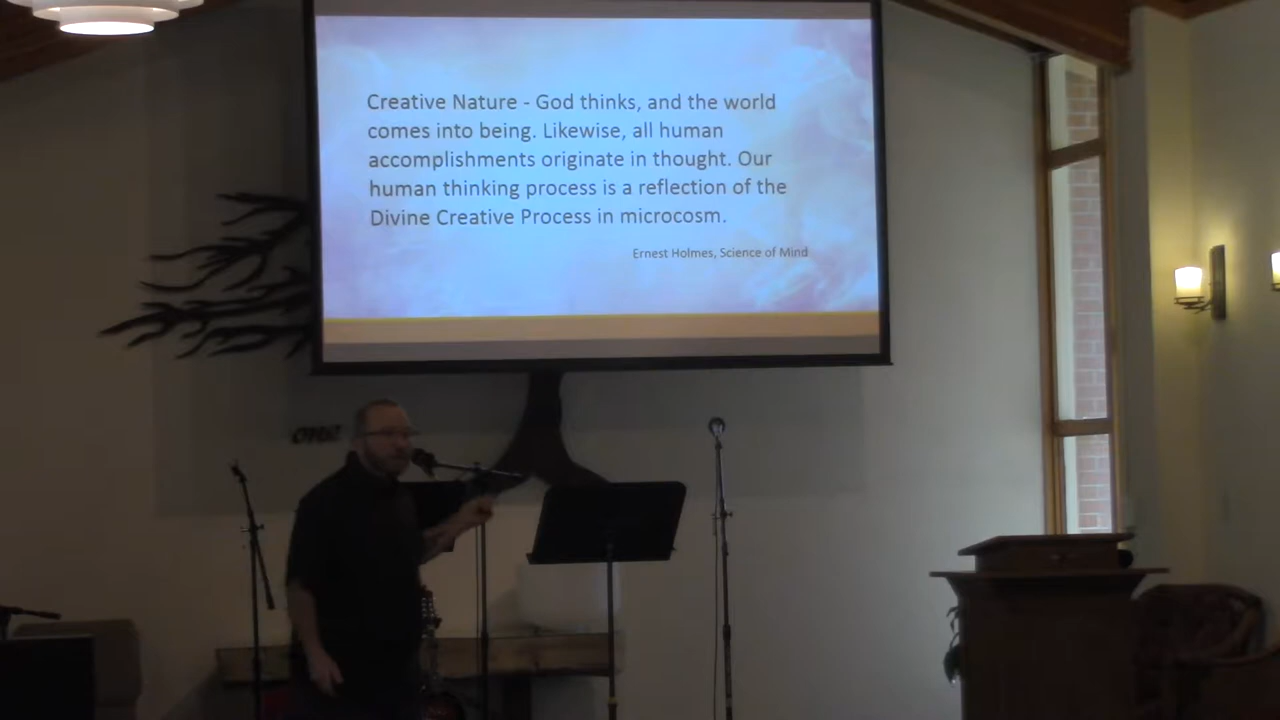 Creative Nature - God thinks, and the world
comes into being. Likewise, all human
accomplishments originate in thought. Our
human thinking process is a reflection of the
Divine Creative Process in microcosm.
Ernest Holmes, Science of Mind
one